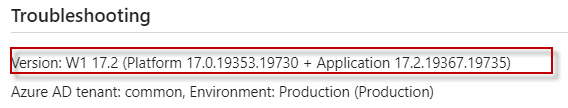 Troubleshooting
Version: W1 17.2 (Platform 17.0.19353.19730 + Application 17.2.19367.19735)
Azure AD tenant: common, Environment: Production (Production)